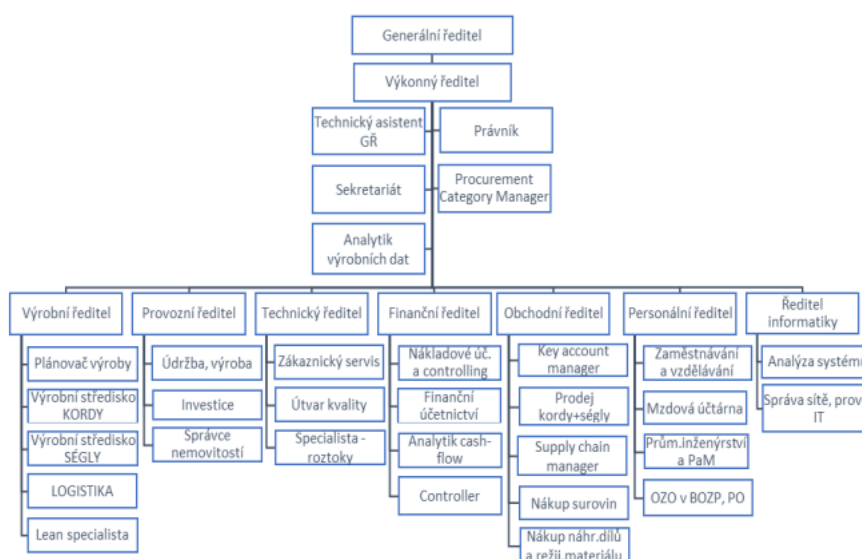 Generální ředitel
Výkonný ředitel
Technický asistent
GŘ
Právník
Sekretariát
Procurement
Category Manager
Analytik
výrobních dat
Výrobní ředitel
Provozní ředitel
Technický ředitel
Finanční ředitel
Obchodní ředitel
Personální ředitel
Ředitel
informatiky
Plánovač výroby
Výrobní středisko
KORDY
Výrobní středisko
SÉGLY
LOGISTIKA
Lean specialista
Údržba, výroba
Investice
Správce
nemovitostí
Zákaznický servis
Útvar kvality
Specialista -
roztoky
Nákladové úč.
a controlling
Finanční
účetnictví
Analytik cash-
flow
Controller
Key account
manager
Prodej
kordy+ségly
Supply chain
manager
Nákup surovin
Nákup náhr.dílů
a režij materiálu
Zaměstnávání
a vzdělávání
Mzdová účtárna
Prům.inženýrství
a PaM
OZO v BOZP, PO
Analýza systémů
Správa sítě, prov
IT